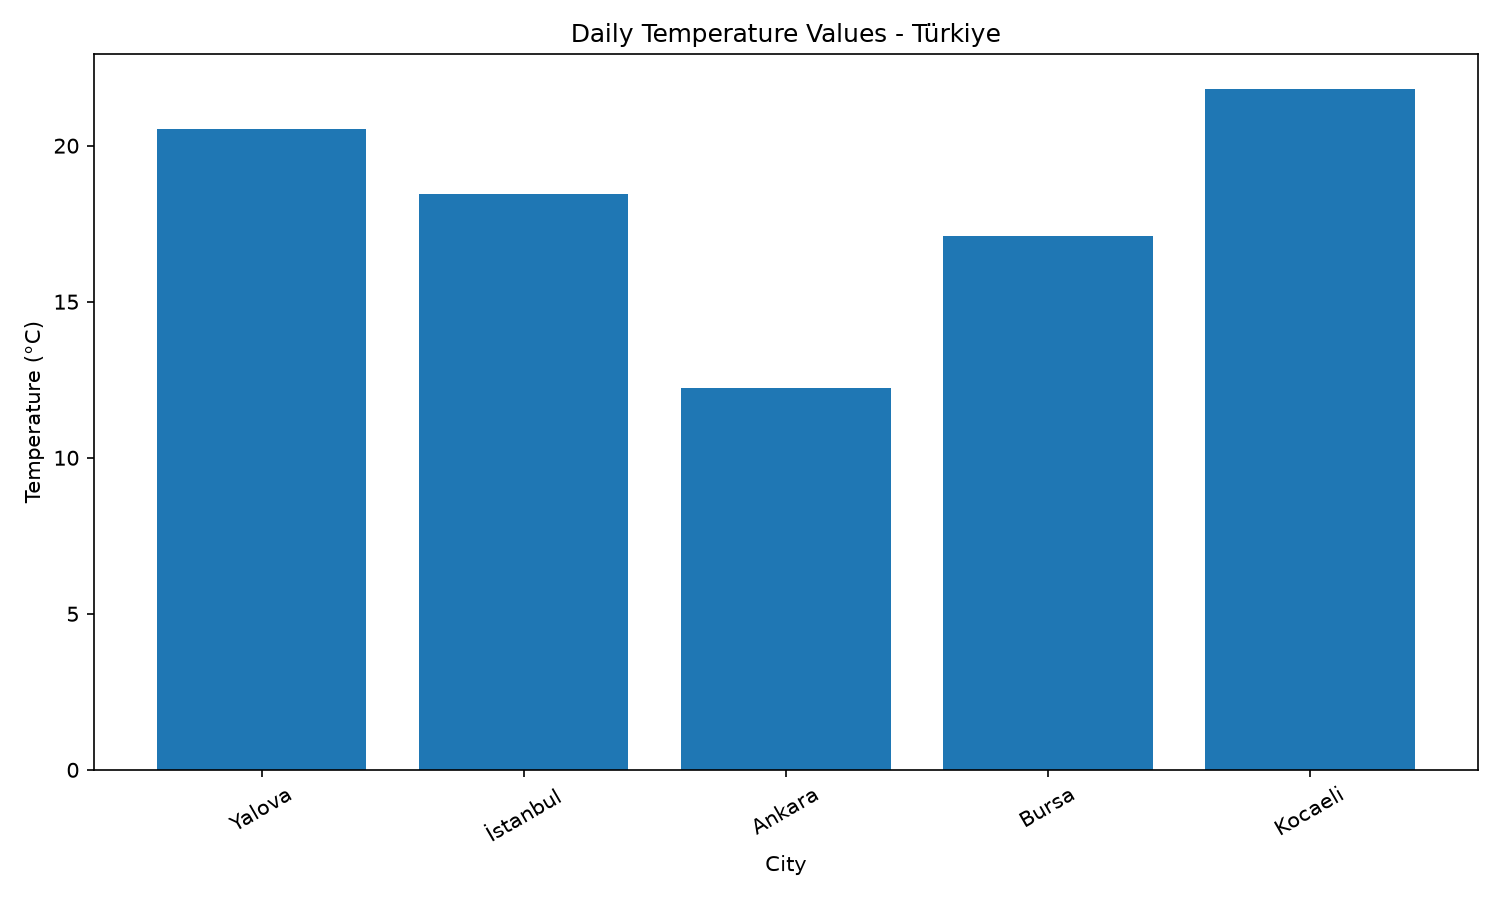 Daily Temperature Values - Türkiye
Temperature (°C)
20
15
10
5
0
Yalova
İstanbul
Ankara
Bursa
Kocaeli
City